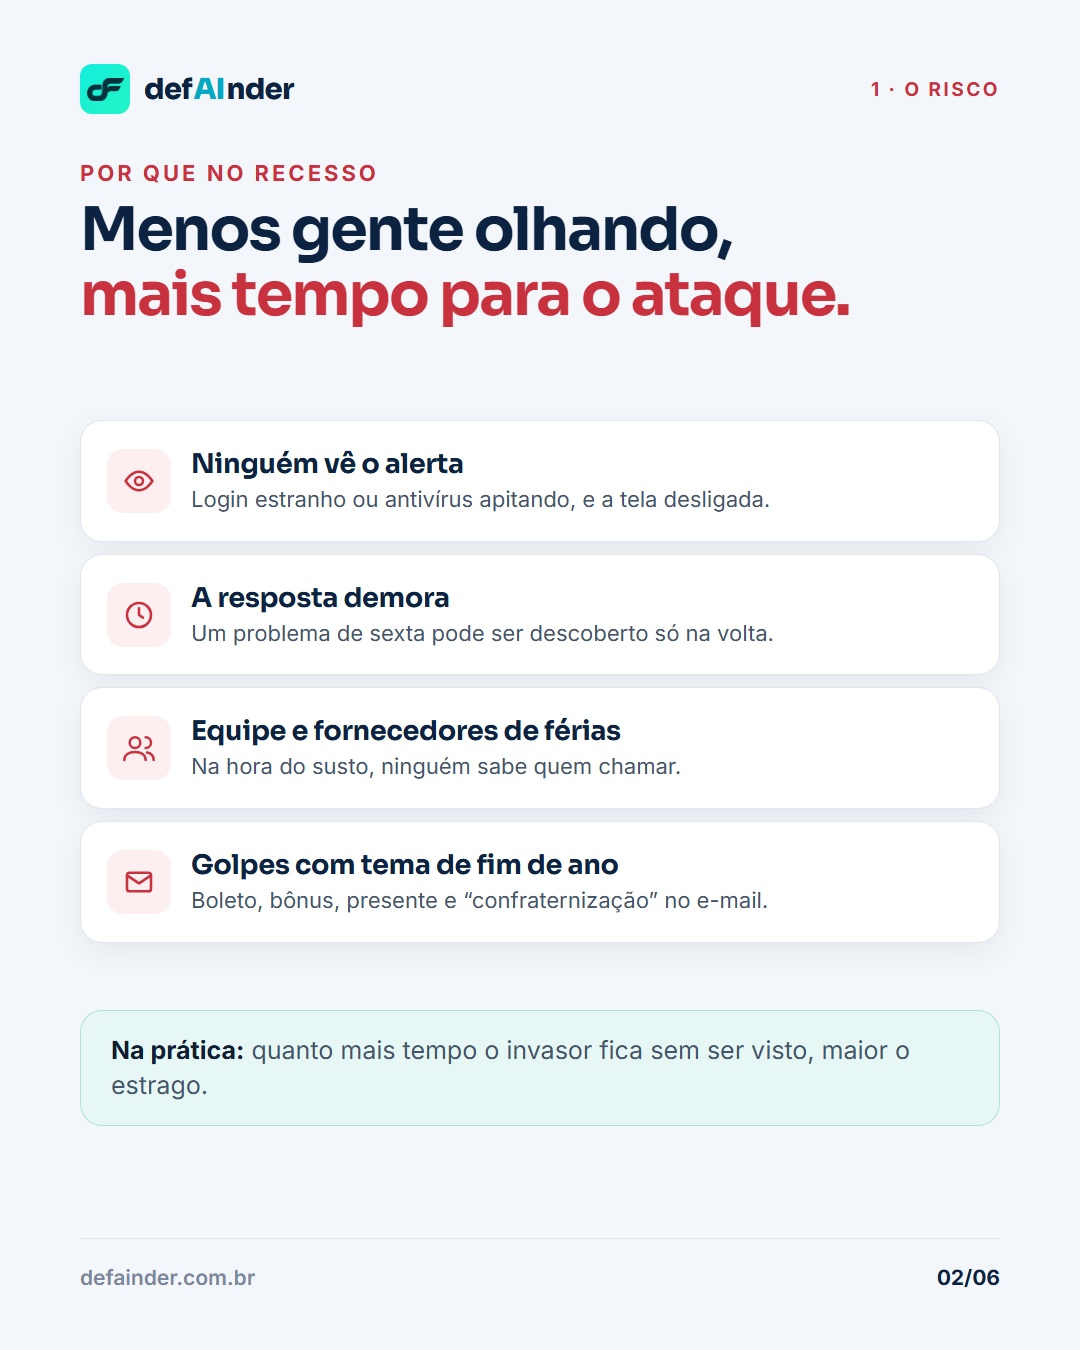 defAInder
1 · O RISCO
POR QUE NO RECESSO
Menos gente olhando,
mais tempo para o ataque.
Ninguém vê o alerta
Login estranho ou antivírus apitando, e a tela desligada.
A resposta demora
Um problema de sexta pode ser descoberto só na volta.
Equipe e fornecedores de férias
Na hora do susto, ninguém sabe quem chamar.
Golpes com tema de fim de ano
Boleto, bônus, presente e “confraternização” no e-mail.
Na prática: quanto mais tempo o invasor fica sem ser visto, maior o
estrago.
defainder.com.br
02/06